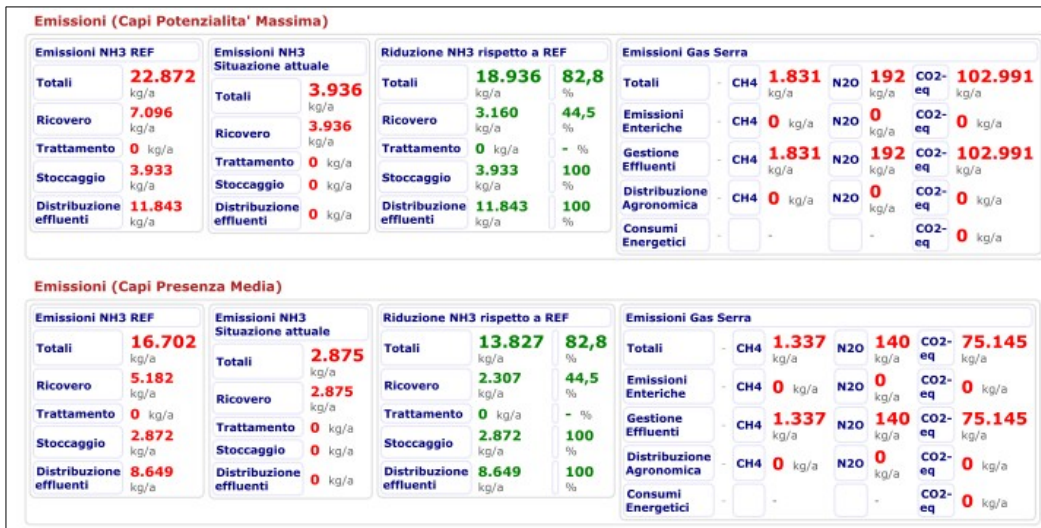 Emissioni (Capi Potenzialita' Massima)
Emissioni NH3 REF
Totali 22.872 kg/a
Ricovero 7.096 kg/a
Trattamento 0 kg/a
Stoccaggio 3.933 kg/a
Distribuzione effluenti 11.843 kg/a
Emissioni NH3 Situazione attuale
Totali 3.936 kg/a
Ricovero 3.936 kg/a
Trattamento 0 kg/a
Stoccaggio 0 kg/a
Distribuzione effluenti 0 kg/a
Riduzione NH3 rispetto a REF
Totali 18.936 kg/a 82,8 %
Ricovero 3.160 kg/a 44,5 %
Trattamento 0 kg/a - %
Stoccaggio 3.933 kg/a 100 %
Distribuzione effluenti 11.843 kg/a 100 %
Emissioni Gas Serra
Totali - CH4 1.831 kg/a N2O 192 kg/a CO2-eq 102.991 kg/a
Emissioni Enteriche - CH4 0 kg/a N2O 0 kg/a CO2-eq 0 kg/a
Gestione Effluenti - CH4 1.831 kg/a N2O 192 kg/a CO2-eq 102.991 kg/a
Distribuzione Agronomica - CH4 0 kg/a N2O 0 kg/a CO2-eq 0 kg/a
Consumi Energetici - - - CO2-eq 0 kg/a
Emissioni (Capi Presenza Media)
Emissioni NH3 REF
Totali 16.702 kg/a
Ricovero 5.182 kg/a
Trattamento 0 kg/a
Stoccaggio 2.872 kg/a
Distribuzione effluenti 8.649 kg/a
Emissioni NH3 Situazione attuale
Totali 2.875 kg/a
Ricovero 2.875 kg/a
Trattamento 0 kg/a
Stoccaggio 0 kg/a
Distribuzione effluenti 0 kg/a
Riduzione NH3 rispetto a REF
Totali 13.827 kg/a 82,8 %
Ricovero 2.307 kg/a 44,5 %
Trattamento 0 kg/a - %
Stoccaggio 2.872 kg/a 100 %
Distribuzione effluenti 8.649 kg/a 100 %
Emissioni Gas Serra
Totali - CH4 1.337 kg/a N2O 140 kg/a CO2-eq 75.145 kg/a
Emissioni Enteriche - CH4 0 kg/a N2O 0 kg/a CO2-eq 0 kg/a
Gestione Effluenti - CH4 1.337 kg/a N2O 140 kg/a CO2-eq 75.145 kg/a
Distribuzione Agronomica - CH4 0 kg/a N2O 0 kg/a CO2-eq 0 kg/a
Consumi Energetici - - - CO2-eq 0 kg/a